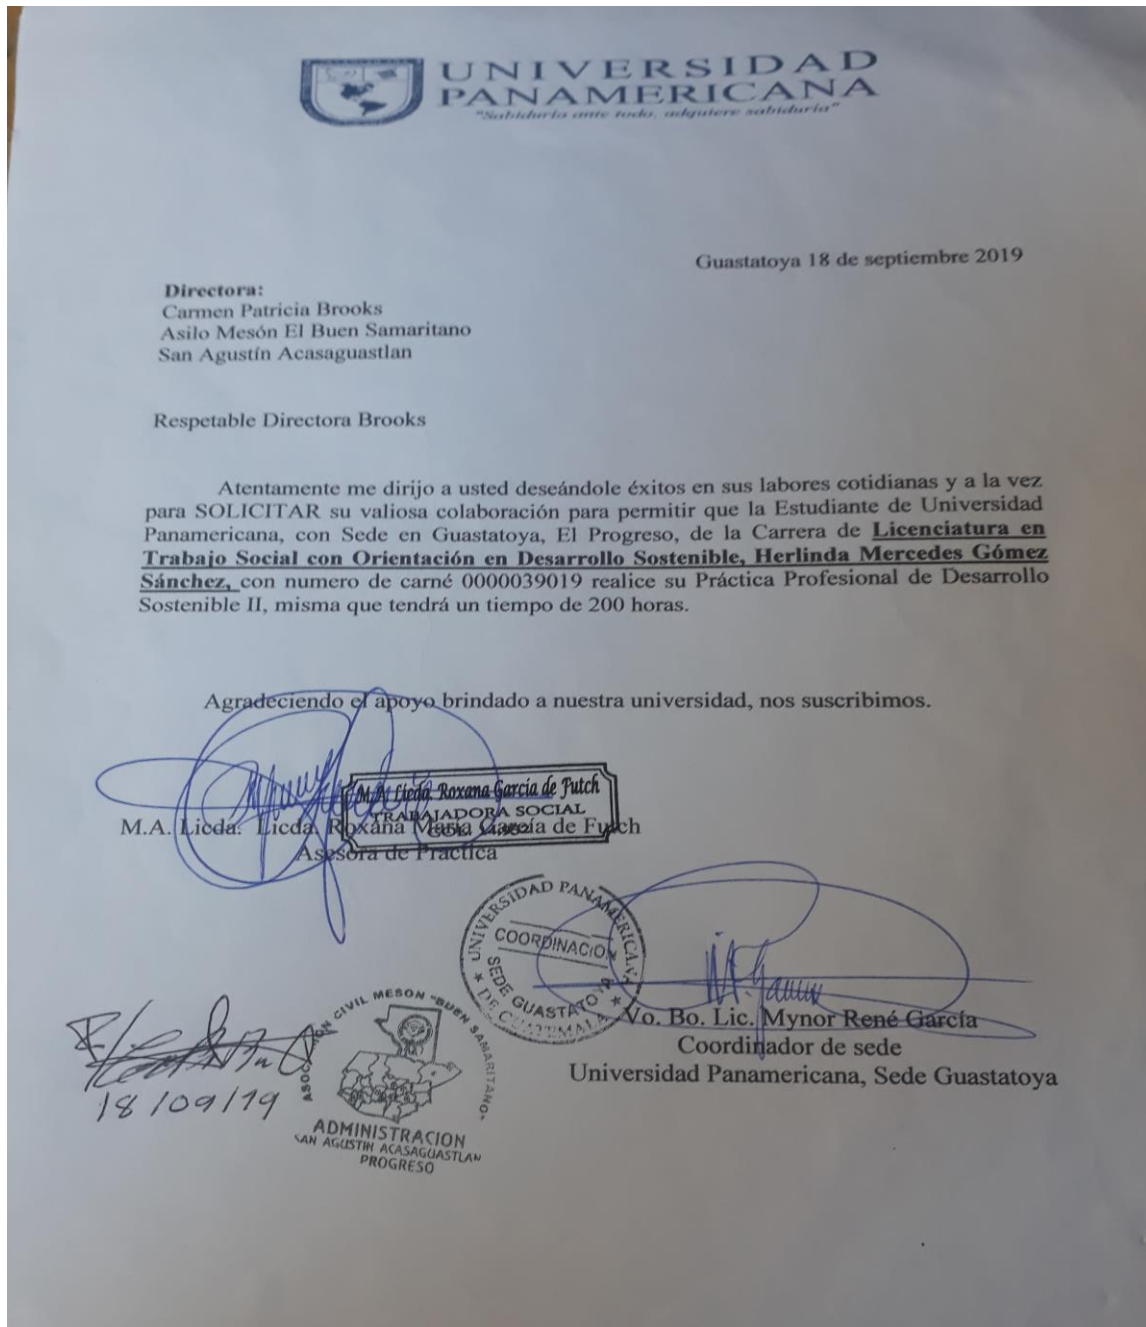 UNIVERSIDAD
PANAMERICANA
"Sabiduría ante todo, adquiere sabiduría"
Guastatoya 18 de septiembre 2019
Directora:
Carmen Patricia Brooks
Asilo Mesón El Buen Samaritano
San Agustín Acasaguastlan
Respetable Directora Brooks
Atentamente me dirijo a usted deseándole éxitos en sus labores cotidianas y a la vez
para SOLICITAR su valiosa colaboración para permitir que la Estudiante de Universidad
Panamericana, con Sede en Guastatoya, El Progreso, de la Carrera de Licenciatura en
Trabajo Social con Orientación en Desarrollo Sostenible, Herlinda Mercedes Gómez
Sánchez, con numero de carné 0000039019 realice su Práctica Profesional de Desarrollo
Sostenible II, misma que tendrá un tiempo de 200 horas.
Agradeciendo el apoyo brindado a nuestra universidad, nos suscribimos.
M.A. Licda. Roxana García de Futch
TRABAJADORA SOCIAL
M.A. Licda. Licda. Roxana María García de Futch
Asesora de Práctica
UNIVERSIDAD PANAMERICANA
COORDINACION
SEDE GUASTATOYA
DE GUATEMALA
Vo. Bo. Lic. Mynor René García
Coordinador de sede
Universidad Panamericana, Sede Guastatoya
18/09/19
ASOCIACIÓN CIVIL MESON "BUEN SAMARITANO"
ADMINISTRACION
SAN AGUSTIN ACASAGUASTLAN
PROGRESO